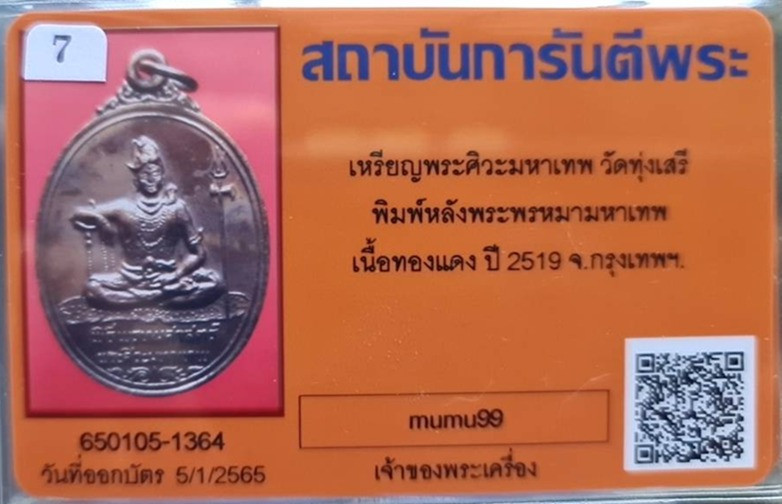 7
สถาบันการันตีพระ
เหรียญพระศิวะมหาเทพ วัดทุ่งเสรี
พิมพ์หลังพระพรหมามหาเทพ
เนื้อทองแดง ปี 2519 จ.กรุงเทพฯ.
mumu99
เจ้าของพระเครื่อง
650105-1364
วันที่ออกบัตร 5/1/2565